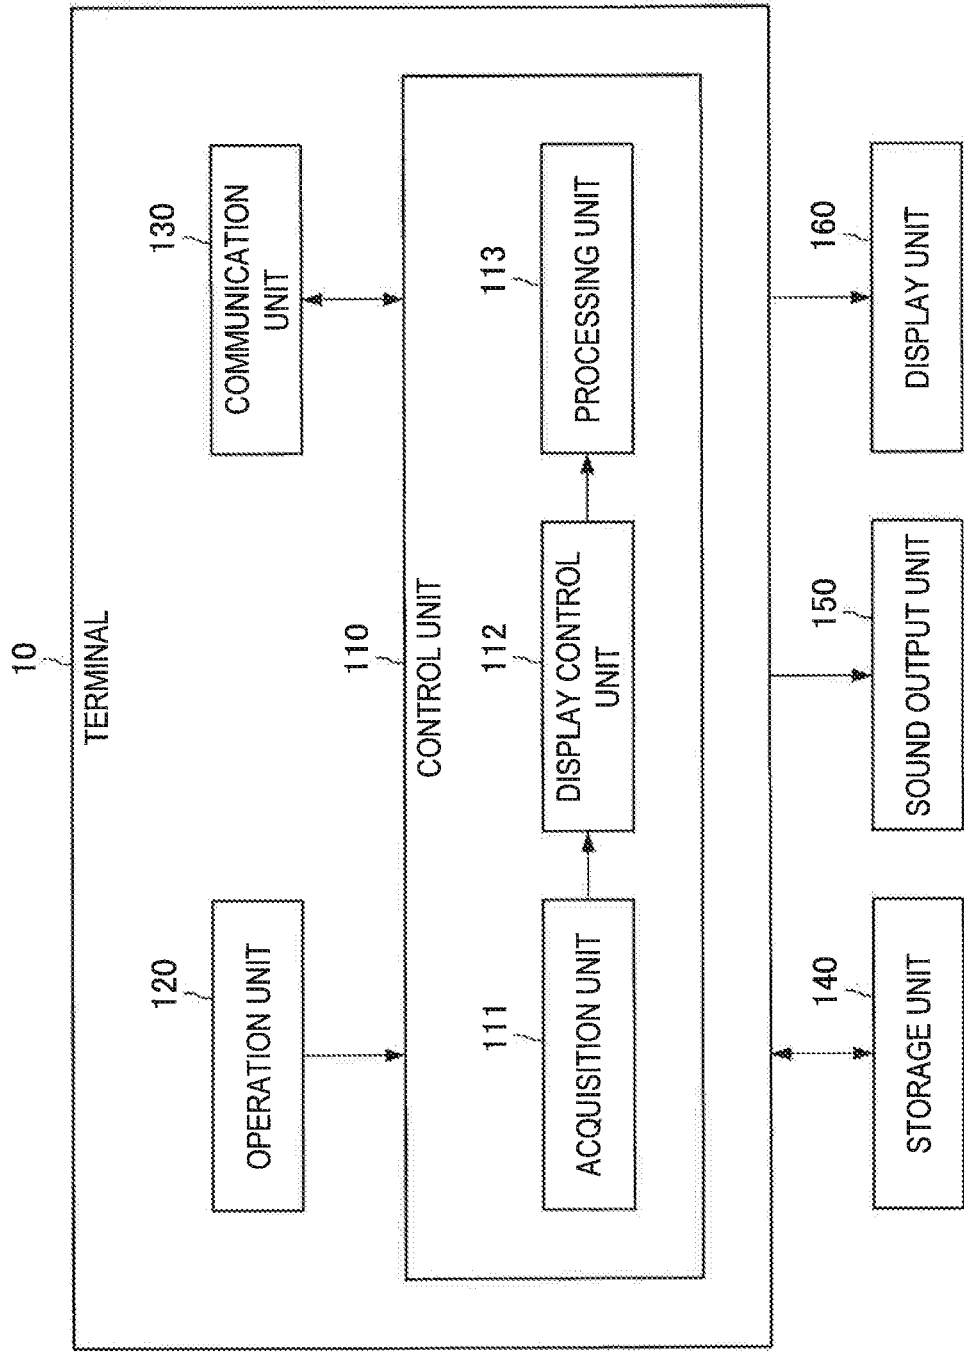 10
TERMINAL
120
OPERATION UNIT
130
COMMUNICATION
UNIT
110
CONTROL UNIT
111
ACQUISITION UNIT
112
DISPLAY CONTROL
UNIT
113
PROCESSING UNIT
140
STORAGE UNIT
150
SOUND OUTPUT UNIT
160
DISPLAY UNIT